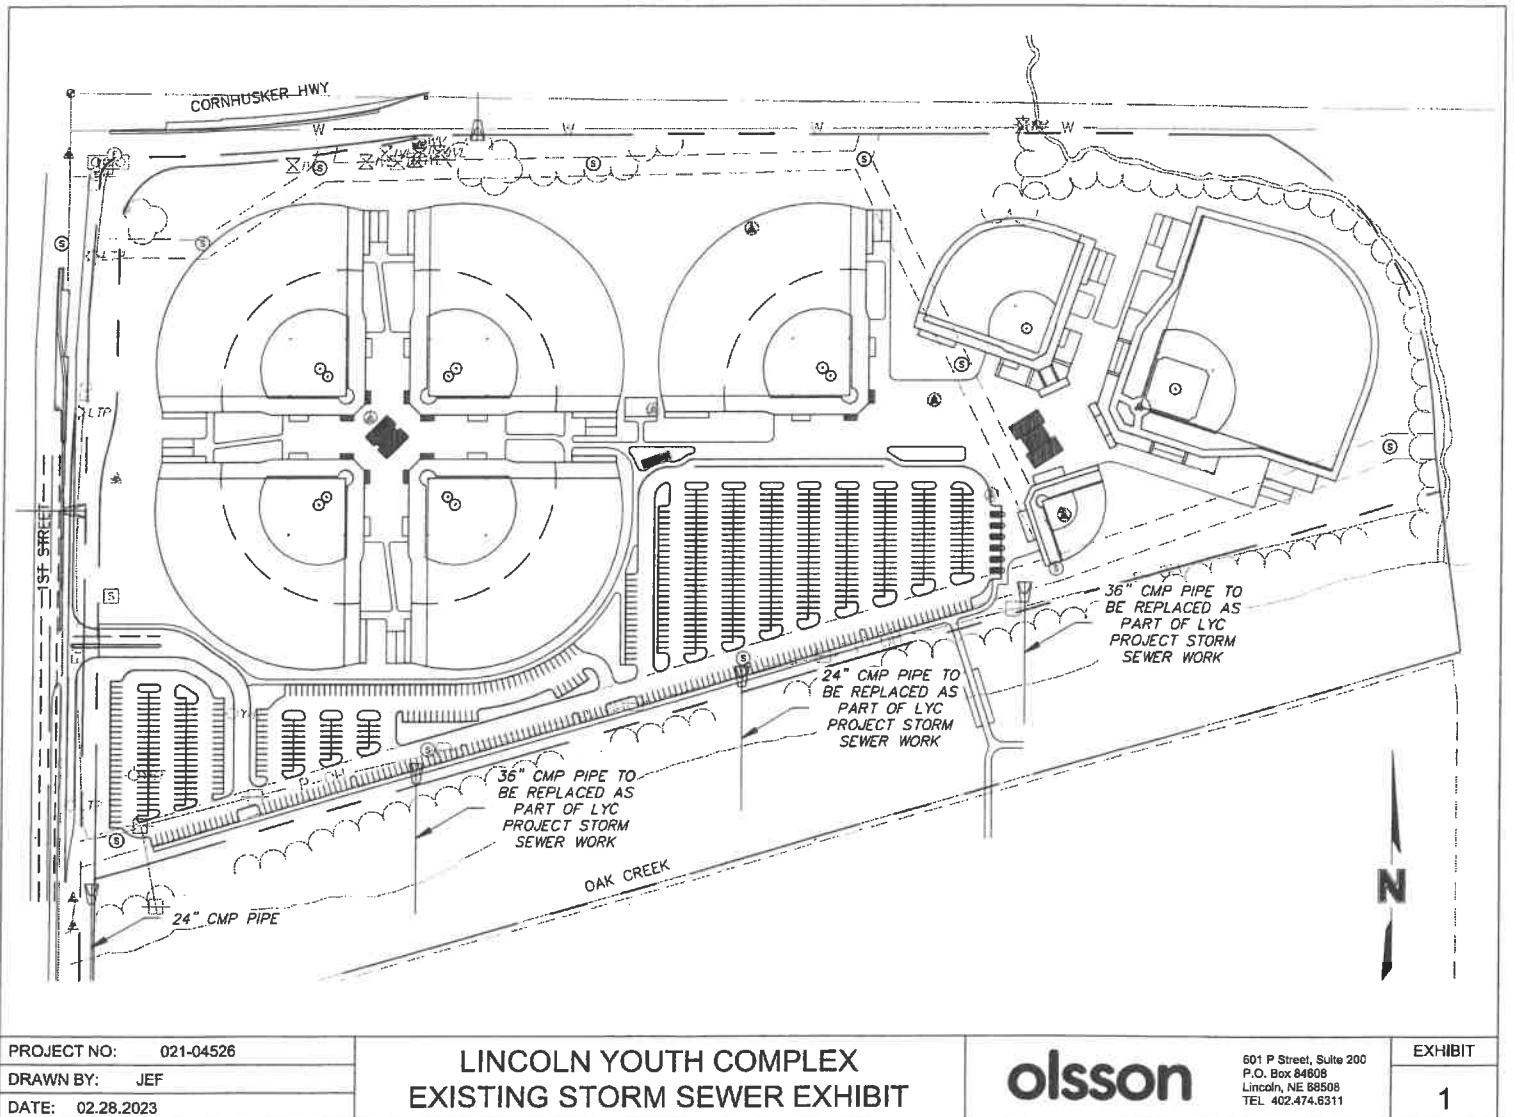 CORNHUSKER HWY
W
W
W
W
S
S
S
S
S
LTP
S
S
1ST STREET
S
S
36" CMP PIPE TO
BE REPLACED AS
PART OF LYC
PROJECT STORM
SEWER WORK
S
24" CMP PIPE TO
BE REPLACED AS
PART OF LYC
PROJECT STORM
SEWER WORK
S
36" CMP PIPE TO
BE REPLACED AS
PART OF LYC
PROJECT STORM
SEWER WORK
S
OAK CREEK
24" CMP PIPE
N
PROJECT NO: 021-04526
DRAWN BY: JEF
DATE: 02.28.2023
LINCOLN YOUTH COMPLEX
EXISTING STORM SEWER EXHIBIT
olsson
601 P Street, Suite 200
P.O. Box 84608
Lincoln, NE 68508
TEL 402.474.6311
EXHIBIT
1